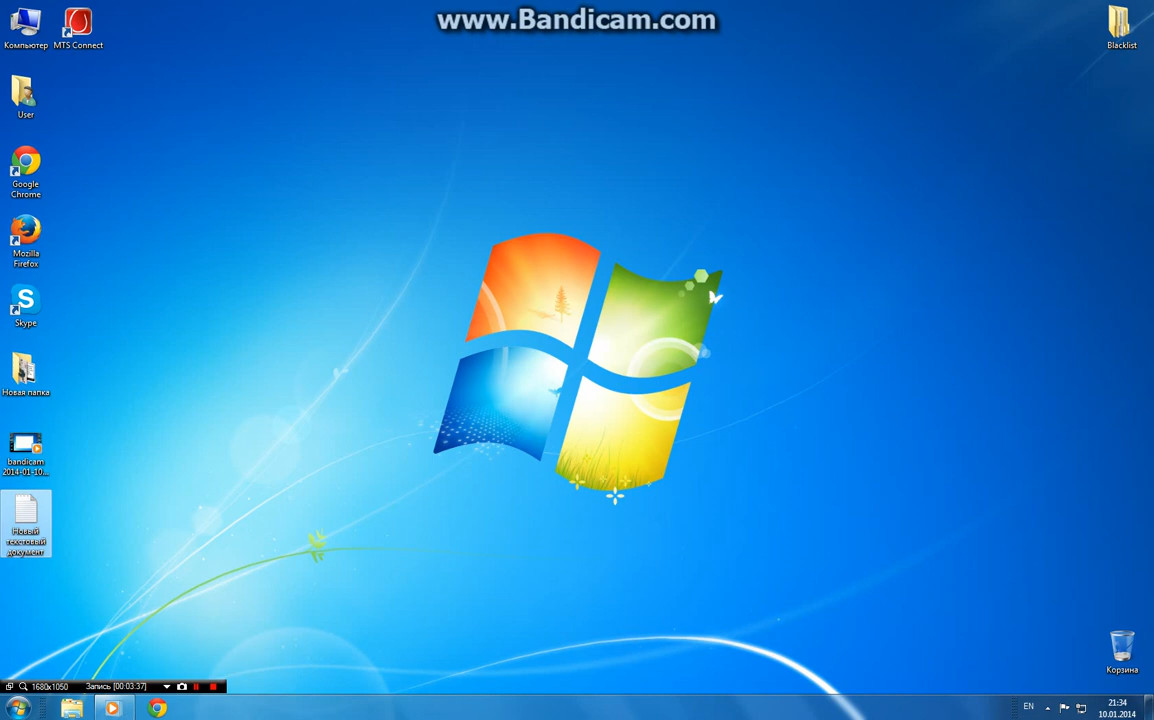 www.Bandicam.com
Компьютер
MTS Connect
Blacklist
User
Google
Chrome
Mozilla
Firefox
Skype
Новая папка
bandicam
2014-01-10...
Новый
текстовый
документ
Корзина
1680x1050
Запись [00:03:37]
EN
21:34
10.01.2014